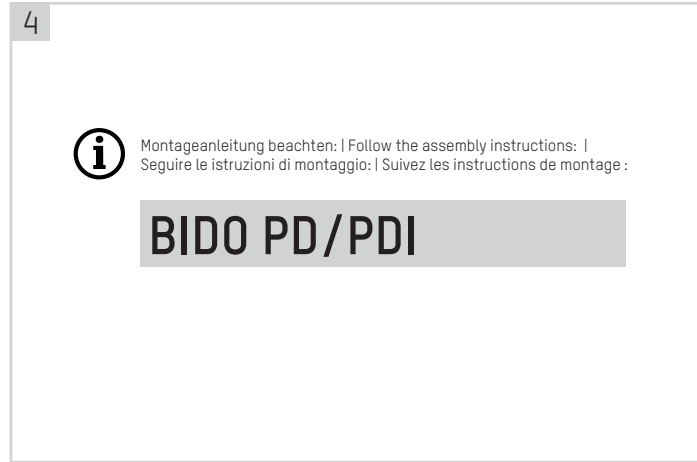 4
Montageanleitung beachten: | Follow the assembly instructions: |
Seguire le istruzioni di montaggio: | Suivez les instructions de montage :
BIDO PD/PDI